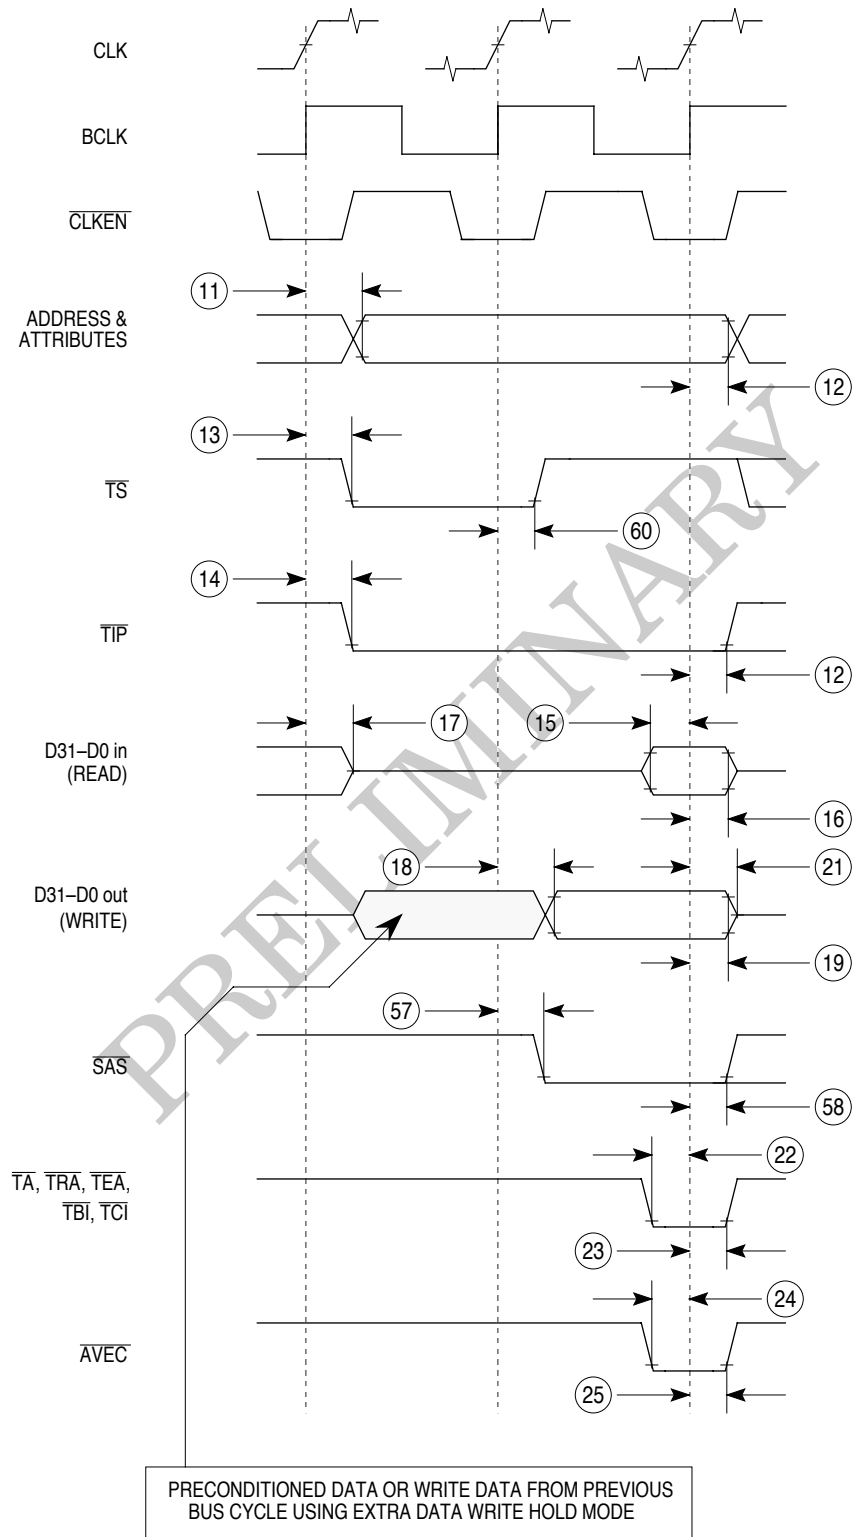 CLK
BCLK
CLKEN
11
ADDRESS &
ATTRIBUTES
12
13
TS
60
14
TIP
12
17
15
D31–D0 in
(READ)
16
18
21
D31–D0 out
(WRITE)
19
57
SAS
58
22
TA, TRA, TEA,
TBI, TCI
23
24
AVEC
25
PRECONDITIONED DATA OR WRITE DATA FROM PREVIOUS
BUS CYCLE USING EXTRA DATA WRITE HOLD MODE
PRELIMINARY